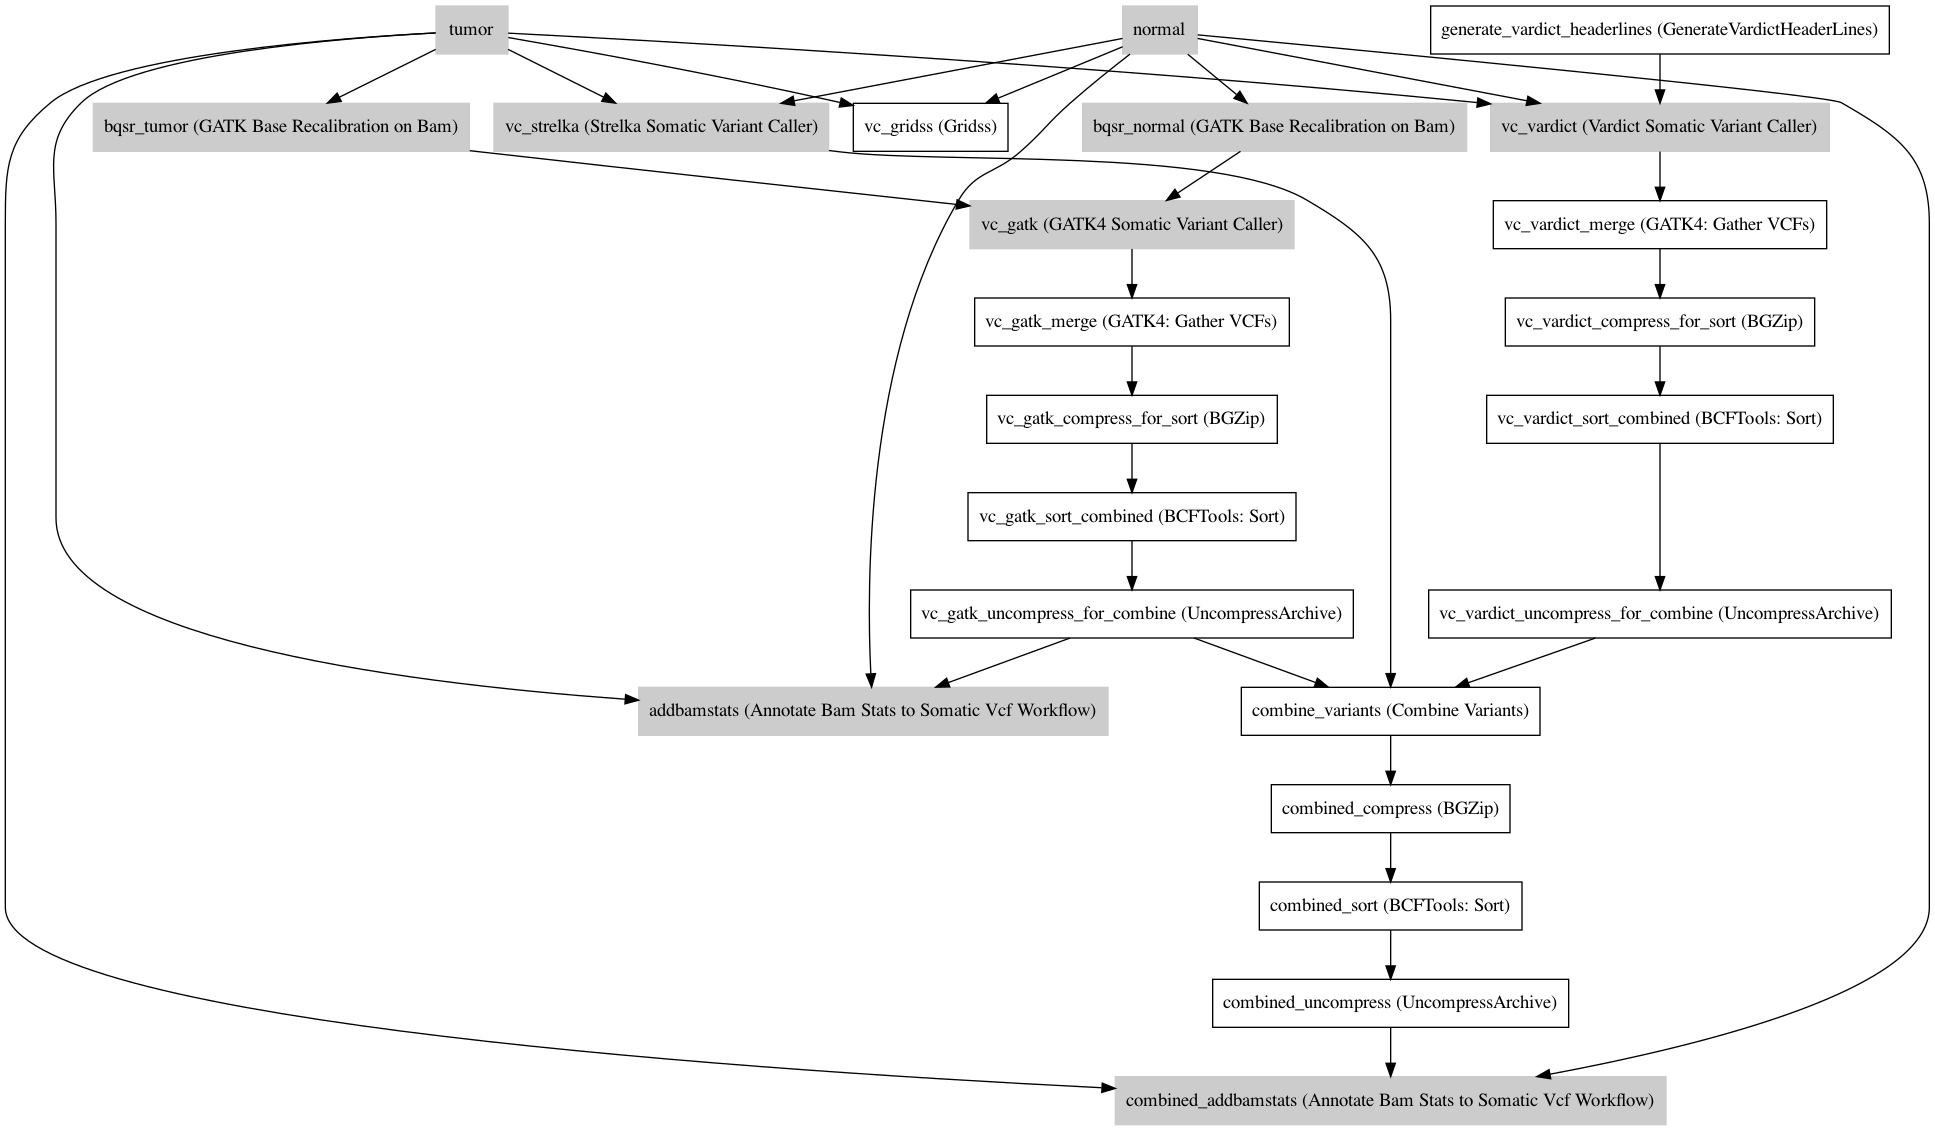 tumor
normal
generate_vardict_headerlines (GenerateVardictHeaderLines)
bqsr_tumor (GATK Base Recalibration on Bam)
vc_strelka (Strelka Somatic Variant Caller)
vc_gridss (Gridss)
bqsr_normal (GATK Base Recalibration on Bam)
vc_vardict (Vardict Somatic Variant Caller)
vc_gatk (GATK4 Somatic Variant Caller)
vc_vardict_merge (GATK4: Gather VCFs)
vc_gatk_merge (GATK4: Gather VCFs)
vc_vardict_compress_for_sort (BGZip)
vc_gatk_compress_for_sort (BGZip)
vc_vardict_sort_combined (BCFTools: Sort)
vc_gatk_sort_combined (BCFTools: Sort)
vc_gatk_uncompress_for_combine (UncompressArchive)
vc_vardict_uncompress_for_combine (UncompressArchive)
addbamstats (Annotate Bam Stats to Somatic Vcf Workflow)
combine_variants (Combine Variants)
combined_compress (BGZip)
combined_sort (BCFTools: Sort)
combined_uncompress (UncompressArchive)
combined_addbamstats (Annotate Bam Stats to Somatic Vcf Workflow)